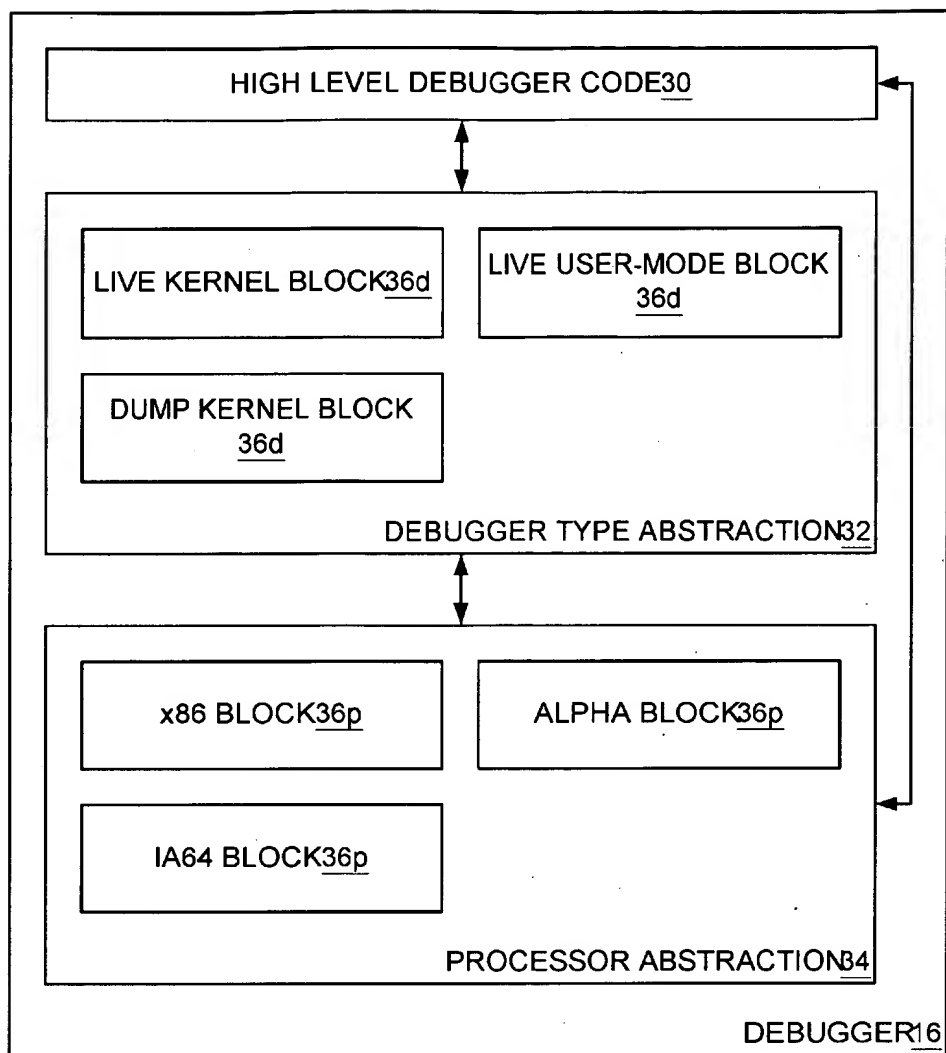 HIGH LEVEL DEBUGGER CODE30
LIVE KERNEL BLOCK36d
LIVE USER-MODE BLOCK
36d
DUMP KERNEL BLOCK
36d
DEBUGGER TYPE ABSTRACTION32
x86 BLOCK36p
ALPHA BLOCK36p
IA64 BLOCK36p
PROCESSOR ABSTRACTION34
DEBUGGER16